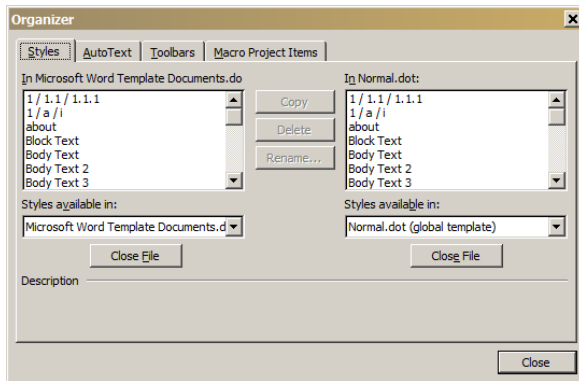 Organizer
Styles AutoText Toolbars Macro Project Items
In Microsoft Word Template Documents.do
1 / 1.1 / 1.1.1
1 / a / i
about
Block Text
Body Text
Body Text 2
Body Text 3
Copy
Delete
Rename...
In Normal.dot:
1 / 1.1 / 1.1.1
1 / a / i
about
Block Text
Body Text
Body Text 2
Body Text 3
Styles available in:
Microsoft Word Template Documents.d
Close File
Styles available in:
Normal.dot (global template)
Close File
Description
Close